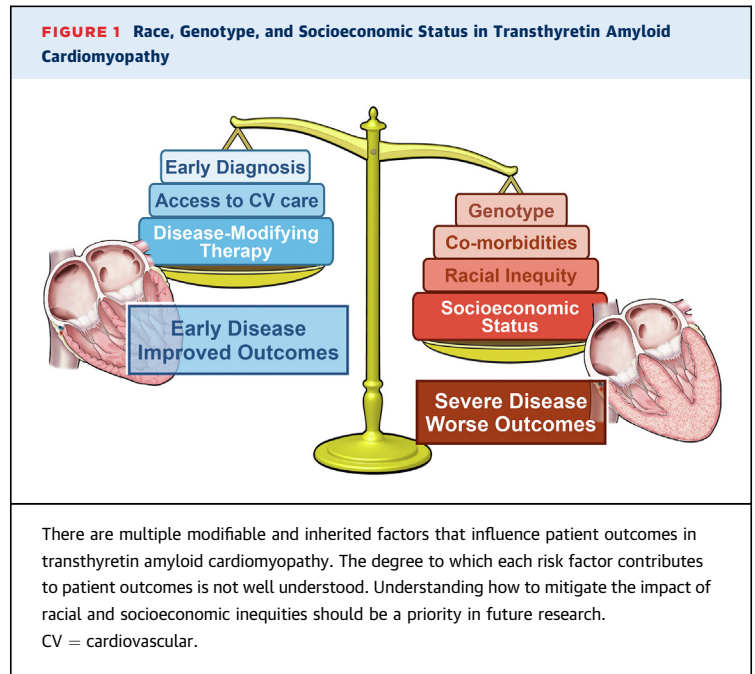 FIGURE 1 Race, Genotype, and Socioeconomic Status in Transthyretin Amyloid
Cardiomyopathy
Early Diagnosis
Access to CV care
Disease-Modifying
Therapy
Early Disease
Improved Outcomes
Genotype
Co-morbidities
Racial Inequity
Socioeconomic
Status
Severe Disease
Worse Outcomes
There are multiple modifiable and inherited factors that influence patient outcomes in
transthyretin amyloid cardiomyopathy. The degree to which each risk factor contributes
to patient outcomes is not well understood. Understanding how to mitigate the impact of
racial and socioeconomic inequities should be a priority in future research.
CV = cardiovascular.